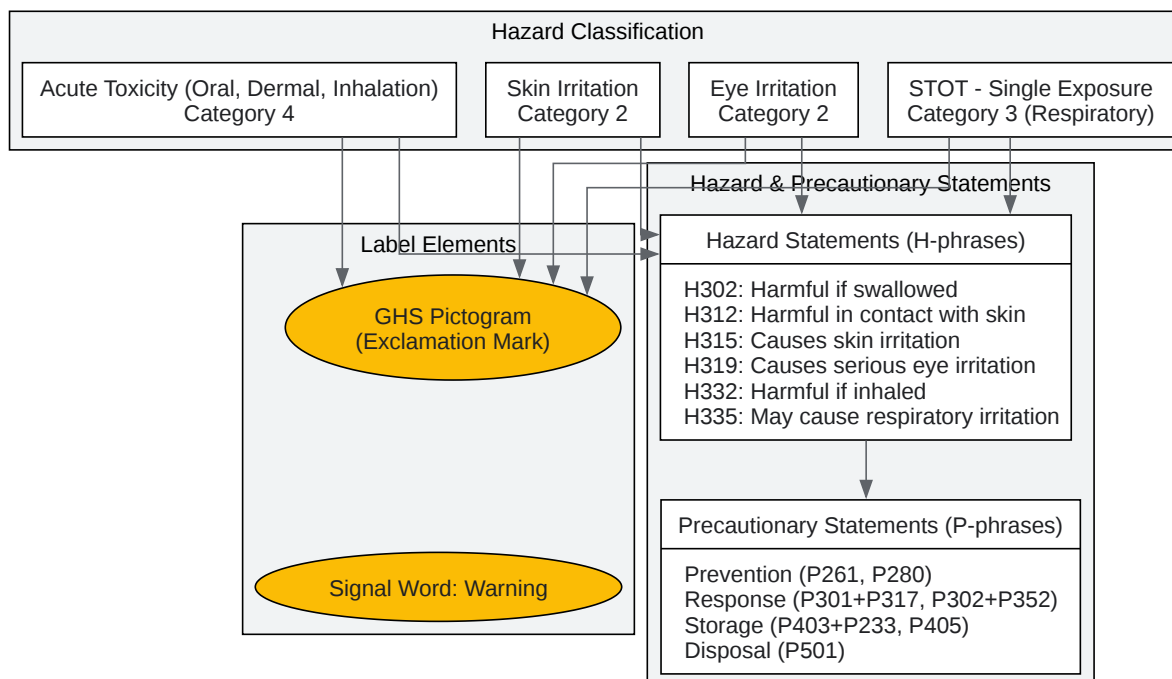 Hazard Classification
Acute Toxicity (Oral, Dermal, Inhalation)
Category 4
Skin Irritation
Category 2
Eye Irritation
Category 2
STOT - Single Exposure
Category 3 (Respiratory)
Hazard & Precautionary Statements
Label Elements
GHS Pictogram
(Exclamation Mark)
Signal Word: Warning
Hazard Statements (H-phrases)
H302: Harmful if swallowed
H312: Harmful in contact with skin
H315: Causes skin irritation
H319: Causes serious eye irritation
H332: Harmful if inhaled
H335: May cause respiratory irritation
Precautionary Statements (P-phrases)
Prevention (P261, P280)
Response (P301+P317, P302+P352)
Storage (P403+P233, P405)
Disposal (P501)